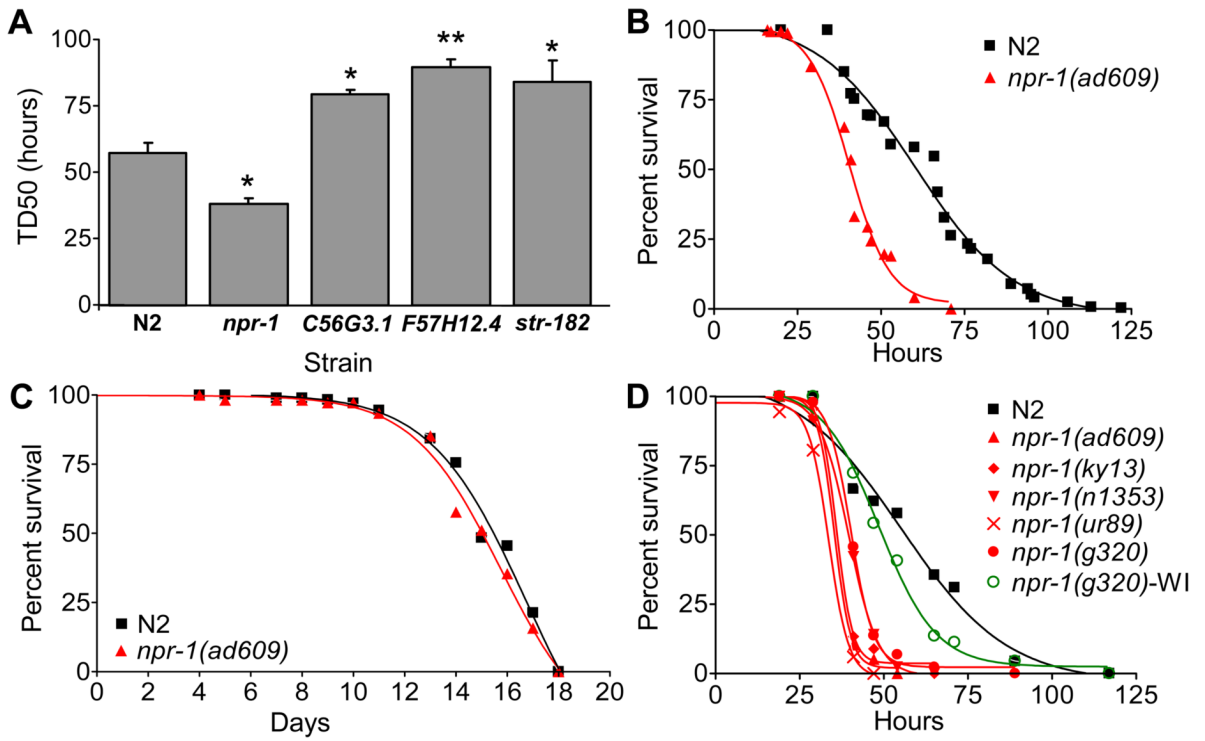 A
TD50 (hours)
100
75
50
25
0
*
*
**
*
N2 npr-1 C56G3.1 F57H12.4 str-182
Strain
B
Percent survival
100
75
50
25
0
0 25 50 75 100 125
Hours
N2
npr-1(ad609)
C
Percent survival
100
75
50
25
0
0 2 4 6 8 10 12 14 16 18 20
Days
N2
npr-1(ad609)
D
Percent survival
100
75
50
25
0
0 25 50 75 100 125
Hours
N2
npr-1(ad609)
npr-1(ky13)
npr-1(n1353)
npr-1(ur89)
npr-1(g320)
npr-1(g320)-WI